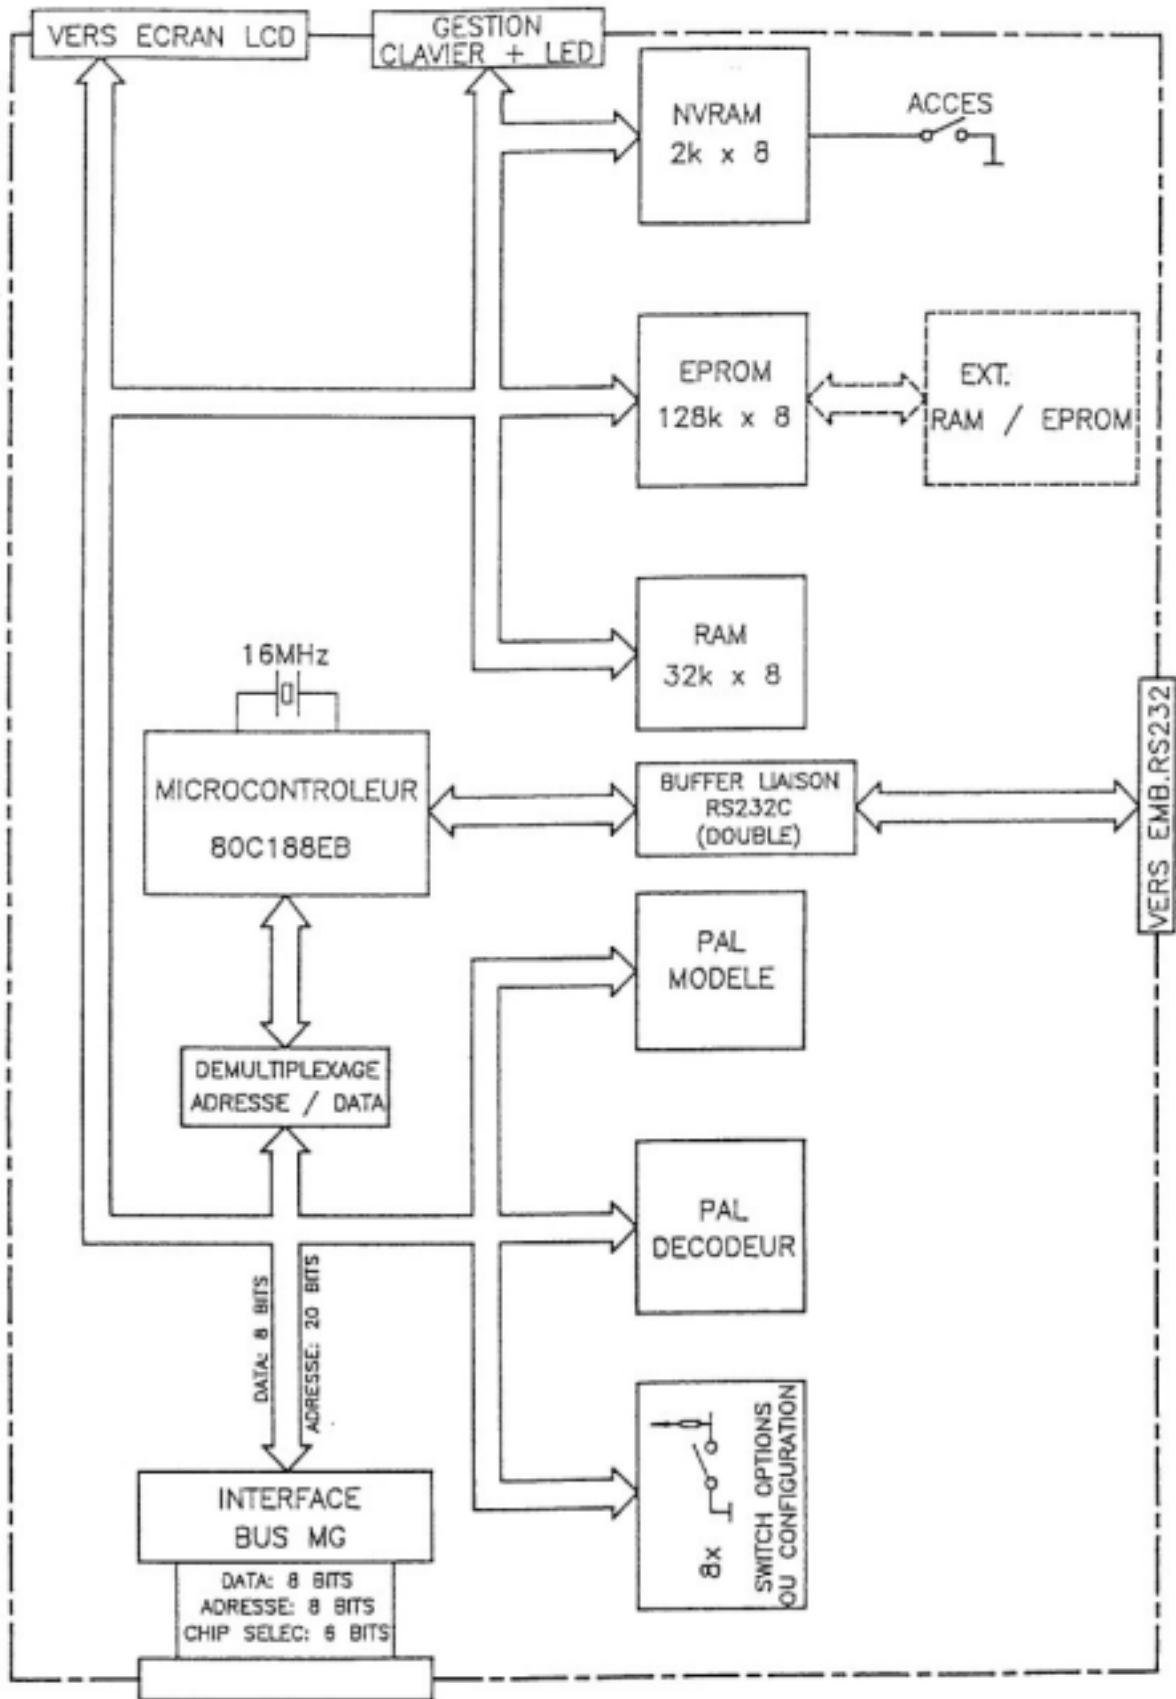 VERS ECRAN LCD
GESTION
CLAVIER + LED
NVRAM
2k x 8
ACCES
EPROM
128k x 8
EXT.
RAM / EPROM
RAM
32k x 8
16MHz
MICROCONTROLEUR
80C188EB
BUFFER LIAISON
RS232C
(DOUBLE)
VERS EMB.RS232
PAL
MODELE
DEMULTIPLEXAGE
ADRESSE / DATA
PAL
DECODEUR
DATA: 8 BITS
ADRESSE: 20 BITS
8x
SWITCH OPTIONS
OU CONFIGURATION
INTERFACE
BUS MG
DATA: 8 BITS
ADRESSE: 8 BITS
CHIP SELEC: 6 BITS